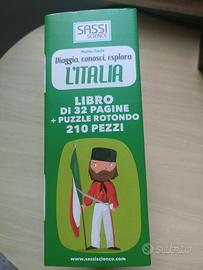 SASSI
SCIENCE
Matteo Gaule
Viaggia, conosci, esplora
L'ITALIA
LIBRO
DI 32 PAGINE
+ PUZZLE ROTONDO
210 PEZZI
www.sassiscience.com
subito